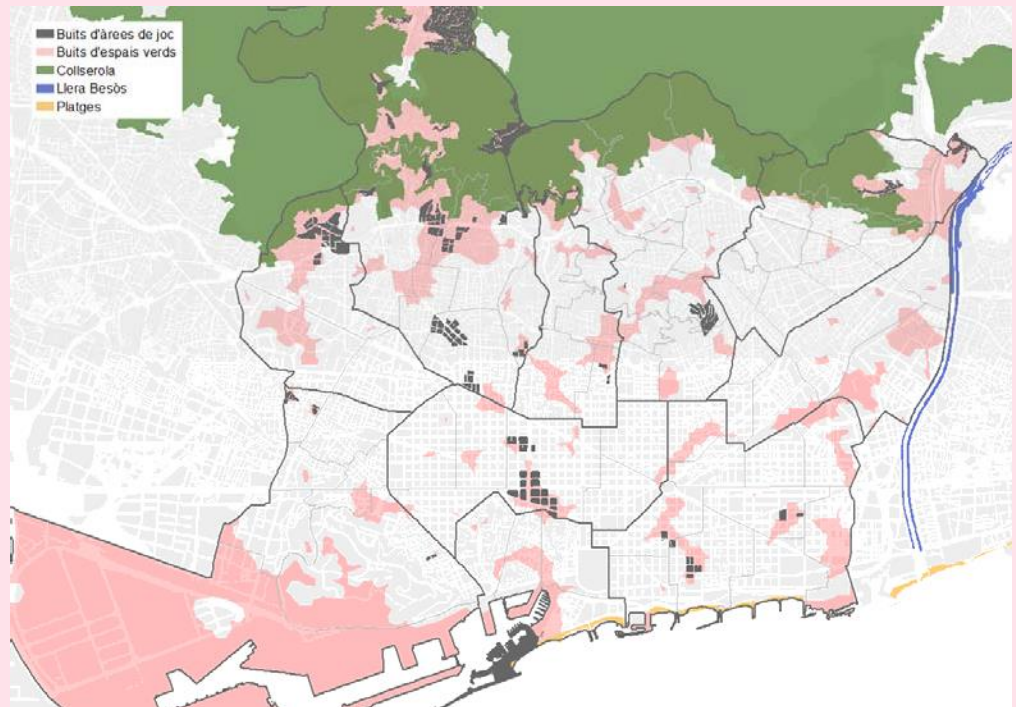 Buits d'àrees de joc
Buits d'espais verds
Collserola
Llera Besòs
Platges